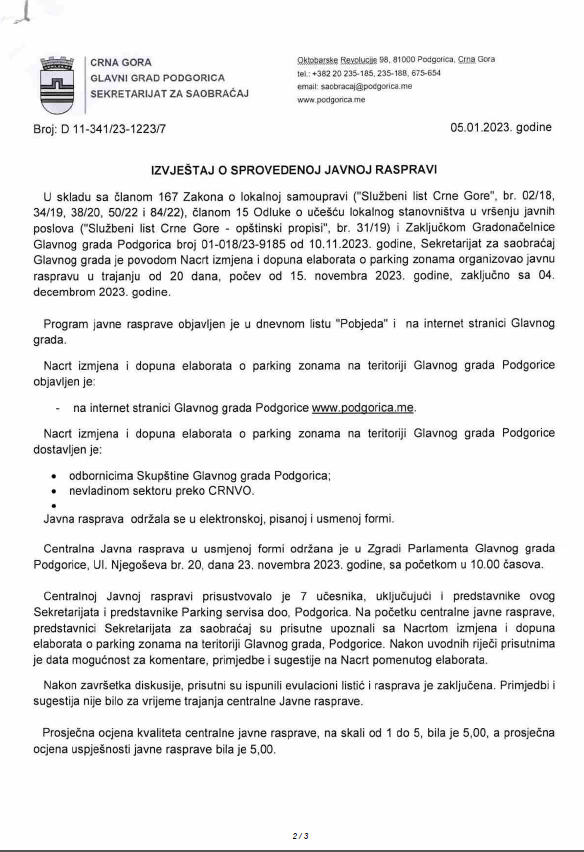 CRNA GORA
GLAVNI GRAD PODGORICA
SEKRETARIJAT ZA SAOBRAĆAJ
Oktobarske Revolucije 98, 81000 Podgorica, Crna Gora
tel.: +382 20 235-185, 235-188, 675-654
email: saobracaj@podgorica.me
www.podgorica.me
Broj: D 11-341/23-1223/7
05.01.2023. godine
IZVJEŠTAJ O SPROVEDENOJ JAVNOJ RASPRAVI
U skladu sa članom 167 Zakona o lokalnoj samoupravi ("Službeni list Crne Gore", br. 02/18,
34/19, 38/20, 50/22 i 84/22), članom 15 Odluke o učešću lokalnog stanovništva u vršenju javnih
poslova ("Službeni list Crne Gore - opštinski propisi", br. 31/19) i Zaključkom Gradonačelnice
Glavnog grada Podgorica broj 01-018/23-9185 od 10.11.2023. godine, Sekretarijat za saobraćaj
Glavnog grada je povodom Nacrt izmjena i dopuna elaborata o parking zonama organizovao javnu
raspravu u trajanju od 20 dana, počev od 15. novembra 2023. godine, zaključno sa 04.
decembrom 2023. godine.
Program javne rasprave objavljen je u dnevnom listu "Pobjeda" i na internet stranici Glavnog
grada.
Nacrt izmjena i dopuna elaborata o parking zonama na teritoriji Glavnog grada Podgorice
objavljen je:
- na internet stranici Glavnog grada Podgorice www.podgorica.me.
Nacrt izmjena i dopuna elaborata o parking zonama na teritoriji Glavnog grada Podgorice
dostavljen je:
• odbornicima Skupštine Glavnog grada Podgorica;
• nevladinom sektoru preko CRNVO.
•
Javna rasprava održala se u elektronskoj, pisanoj i usmenoj formi.
Centralna Javna rasprava u usmjenoj formi održana je u Zgradi Parlamenta Glavnog grada
Podgorice, Ul. Njegoševa br. 20, dana 23. novembra 2023. godine, sa početkom u 10.00 časova.
Centralnoj Javnoj raspravi prisustvovalo je 7 učesnika, uključujući i predstavnike ovog
Sekretarijata i predstavnike Parking servisa doo, Podgorica. Na početku centralne javne rasprave,
predstavnici Sekretarijata za saobraćaj su prisutne upoznali sa Nacrtom izmjena i dopuna
elaborata o parking zonama na teritoriji Glavnog grada, Podgorice. Nakon uvodnih riječi prisutnima
je data mogućnost za komentare, primjedbe i sugestije na Nacrt pomenutog elaborata.
Nakon završetka diskusije, prisutni su ispunili evulacioni listić i rasprava je zaključena. Primjedbi i
sugestija nije bilo za vrijeme trajanja centralne Javne rasprave.
Prosječna ocjena kvaliteta centralne javne rasprave, na skali od 1 do 5, bila je 5,00, a prosječna
ocjena uspješnosti javne rasprave bila je 5,00.
2 / 3